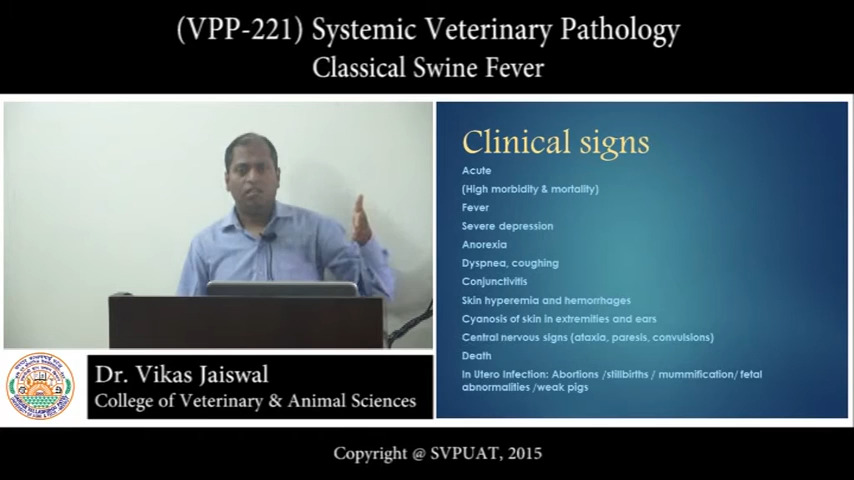 (VPP-221) Systemic Veterinary Pathology
Classical Swine Fever
Clinical signs
Acute
(High morbidity & mortality)
Fever
Severe depression
Anorexia
Dyspnea, coughing
Conjunctivitis
Skin hyperemia and hemorrhages
Cyanosis of skin in extremities and ears
Central nervous signs (ataxia, paresis, convulsions)
Death
In Utero Infection: Abortions /stillbirths / mummification/ fetal
abnormalities /weak pigs
Dr. Vikas Jaiswal
College of Veterinary & Animal Sciences
Copyright @ SVPUAT, 2015